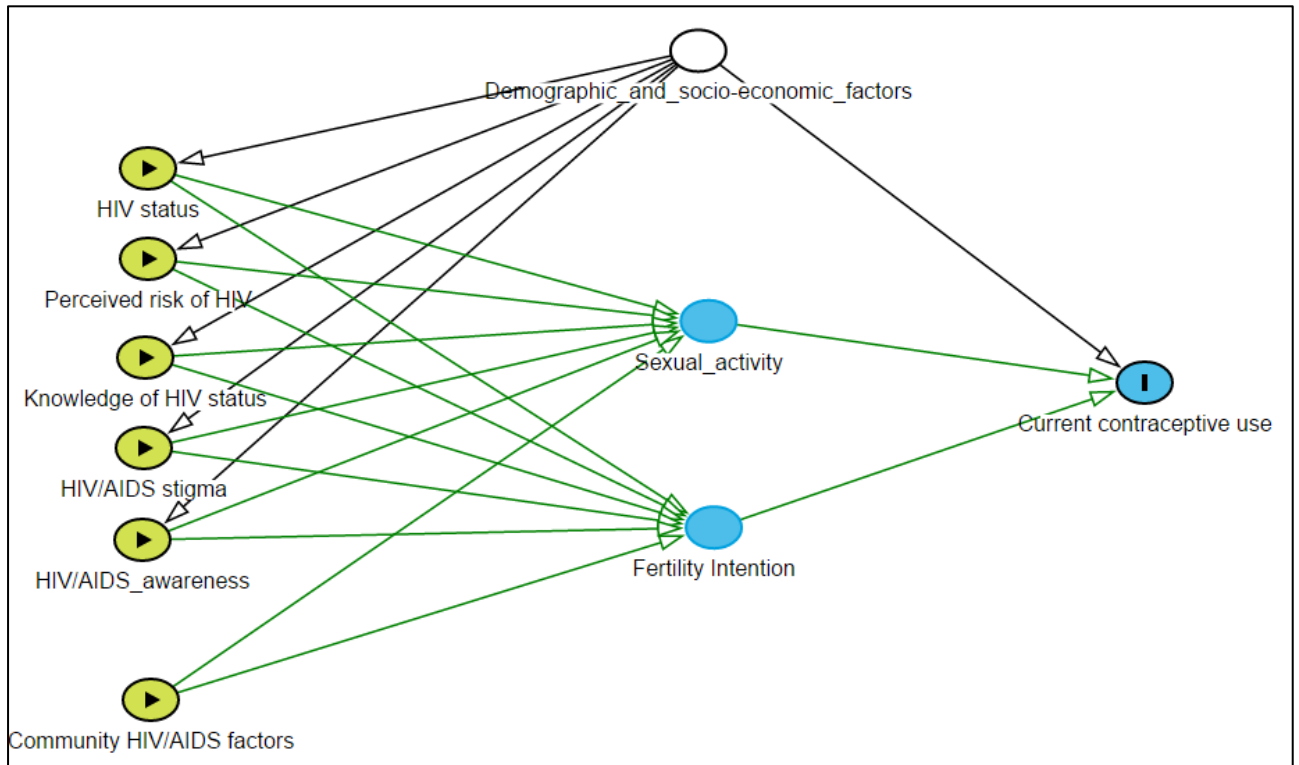 Demographic_and_socio-economic_factors
HIV status
Perceived risk of HIV
Sexual_activity
Knowledge of HIV status
Current contraceptive use
HIV/AIDS stigma
HIV/AIDS_awareness
Fertility Intention
Community HIV/AIDS factors